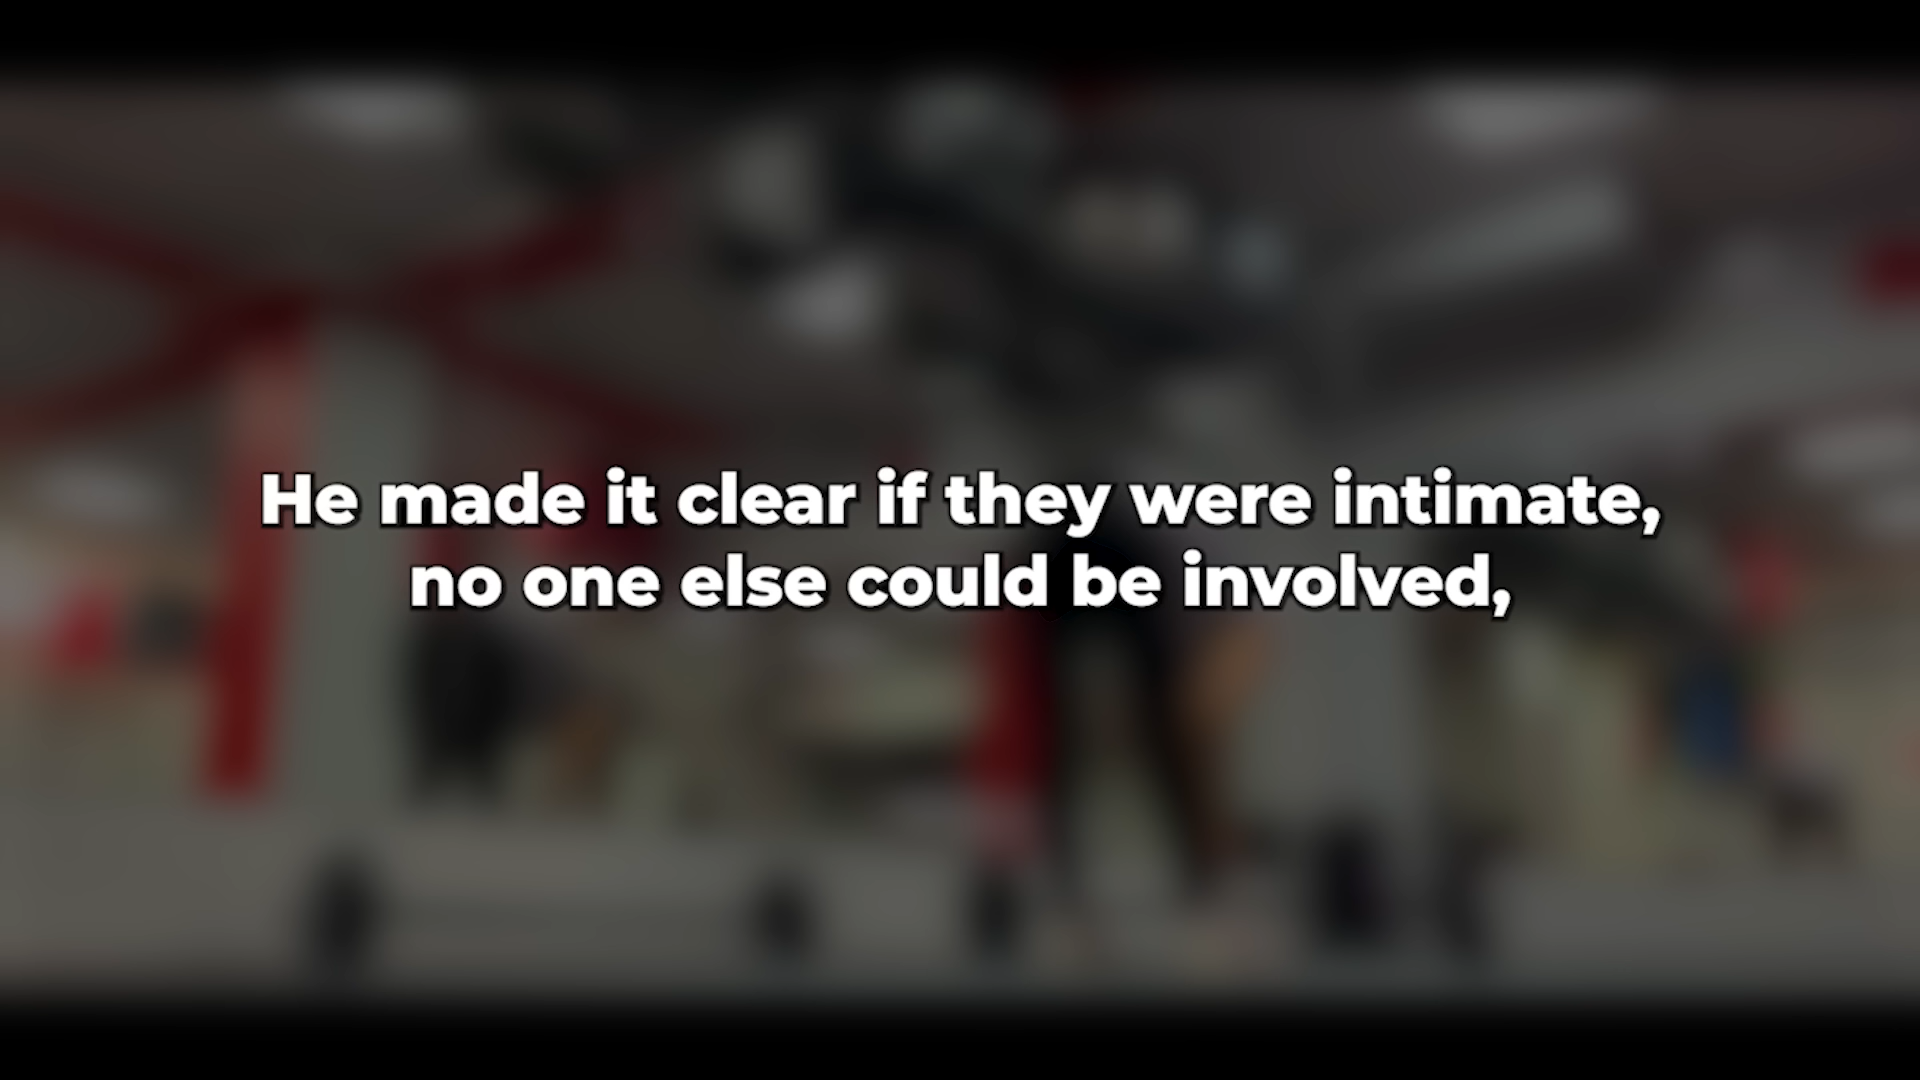 He made it clear if they were intimate,
no one else could be involved,